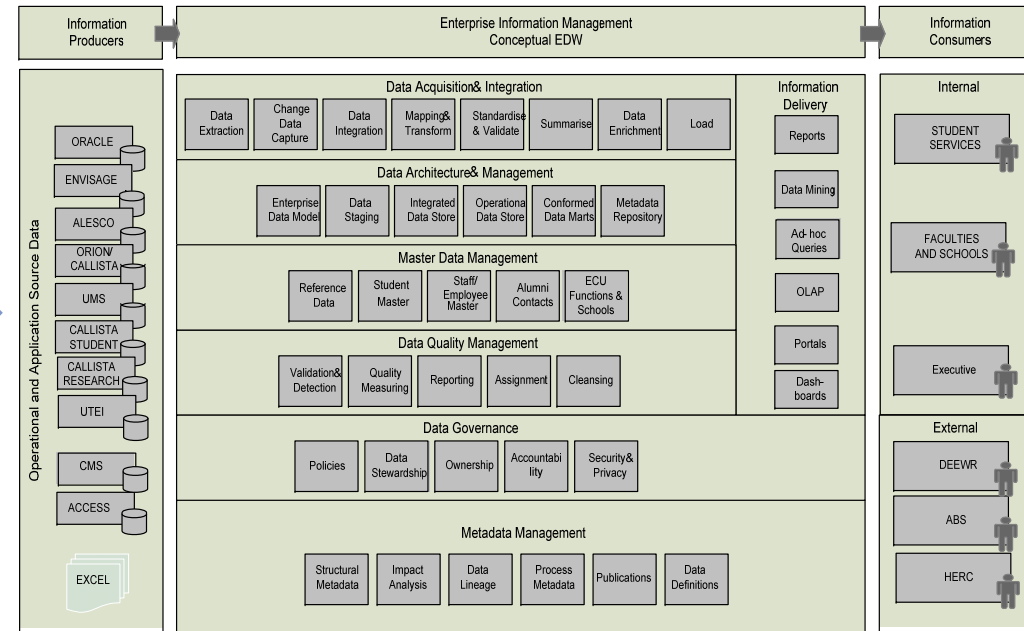 Information
Producers
Enterprise Information Management
Conceptual EDW
Information
Consumers
Operational and Application Source Data
ORACLE
ENVISAGE
ALESCO
ORION/
CALLISTA
UMS
CALLISTA
STUDENT
CALLISTA
RESEARCH
UTEI
CMS
ACCESS
EXCEL
Data Acquisition& Integration
Data
Extraction
Change
Data
Capture
Data
Integration
Mapping&
Transform
Standardise
& Validate
Summarise
Data
Enrichment
Load
Data Architecture& Management
Enterprise
Data Model
Data
Staging
Integrated
Data Store
Operationa
Data Store
Conformed
Data Marts
Metadata
Repository
Master Data Management
Reference
Data
Student
Master
Staff/
Employee
Master
Alumni
Contacts
ECU
Functions &
Schools
Data Quality Management
Validation&
Detection
Quality
Measuring
Reporting
Assignment
Cleansing
Information
Delivery
Reports
Data Mining
Ad- hoc
Queries
OLAP
Portals
Dash-
boards
Data Governance
Policies
Data
Stewardship
Ownership
Accountabi
lity
Security&
Privacy
Metadata Management
Structural
Metadata
Impact
Analysis
Data
Lineage
Process
Metadata
Publications
Data
Definitions
Internal
STUDENT
SERVICES
FACULTIES
AND SCHOOLS
Executive
External
DEEWR
ABS
HERC